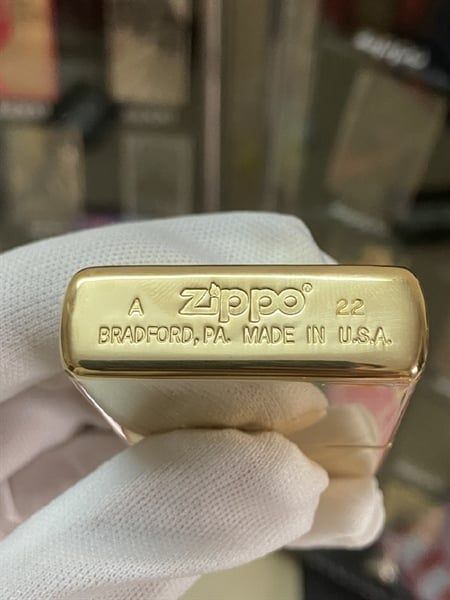 A zippo® 22
BRADFORD, PA. MADE IN U.S.A.